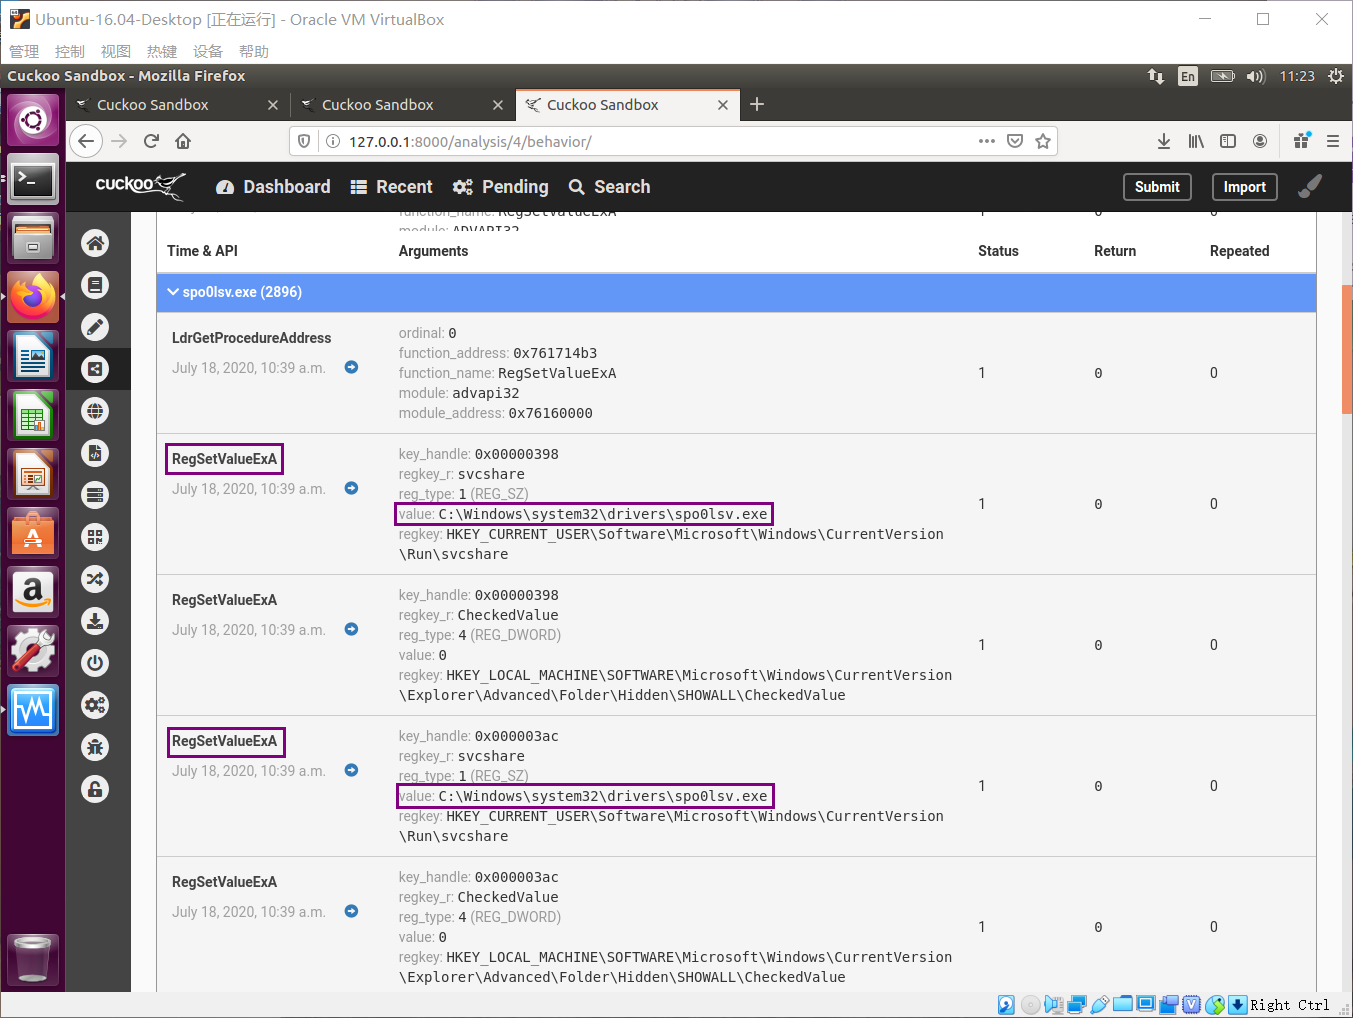 Ubuntu-16.04-Desktop [正在运行] - Oracle VM VirtualBox
管理 控制 视图 热键 设备 帮助
Cuckoo Sandbox - Mozilla Firefox En 11:23
Cuckoo Sandbox Cuckoo Sandbox Cuckoo Sandbox
127.0.0.1:8000/analysis/4/behavior/
cuckoo Dashboard Recent Pending Search Submit Import
function_name: RegSetValueExA 1 0 0
module: ADVAPI32
Time & API Arguments Status Return Repeated
spo0lsv.exe (2896)
LdrGetProcedureAddress
July 18, 2020, 10:39 a.m.
ordinal: 0
function_address: 0x761714b3
function_name: RegSetValueExA
module: advapi32
module_address: 0x76160000
1 0 0
RegSetValueExA
July 18, 2020, 10:39 a.m.
key_handle: 0x00000398
regkey_r: svcshare
reg_type: 1 (REG_SZ)
value: C:\Windows\system32\drivers\spo0lsv.exe
regkey: HKEY_CURRENT_USER\Software\Microsoft\Windows\CurrentVersion
\Run\svcshare
1 0 0
RegSetValueExA
July 18, 2020, 10:39 a.m.
key_handle: 0x00000398
regkey_r: CheckedValue
reg_type: 4 (REG_DWORD)
value: 0
regkey: HKEY_LOCAL_MACHINE\SOFTWARE\Microsoft\Windows\CurrentVersion
\Explorer\Advanced\Folder\Hidden\SHOWALL\CheckedValue
1 0 0
RegSetValueExA
July 18, 2020, 10:39 a.m.
key_handle: 0x000003ac
regkey_r: svcshare
reg_type: 1 (REG_SZ)
value: C:\Windows\system32\drivers\spo0lsv.exe
regkey: HKEY_CURRENT_USER\Software\Microsoft\Windows\CurrentVersion
\Run\svcshare
1 0 0
RegSetValueExA
July 18, 2020, 10:39 a.m.
key_handle: 0x000003ac
regkey_r: CheckedValue
reg_type: 4 (REG_DWORD)
value: 0
regkey: HKEY_LOCAL_MACHINE\SOFTWARE\Microsoft\Windows\CurrentVersion
\Explorer\Advanced\Folder\Hidden\SHOWALL\CheckedValue
1 0 0
Right Ctrl